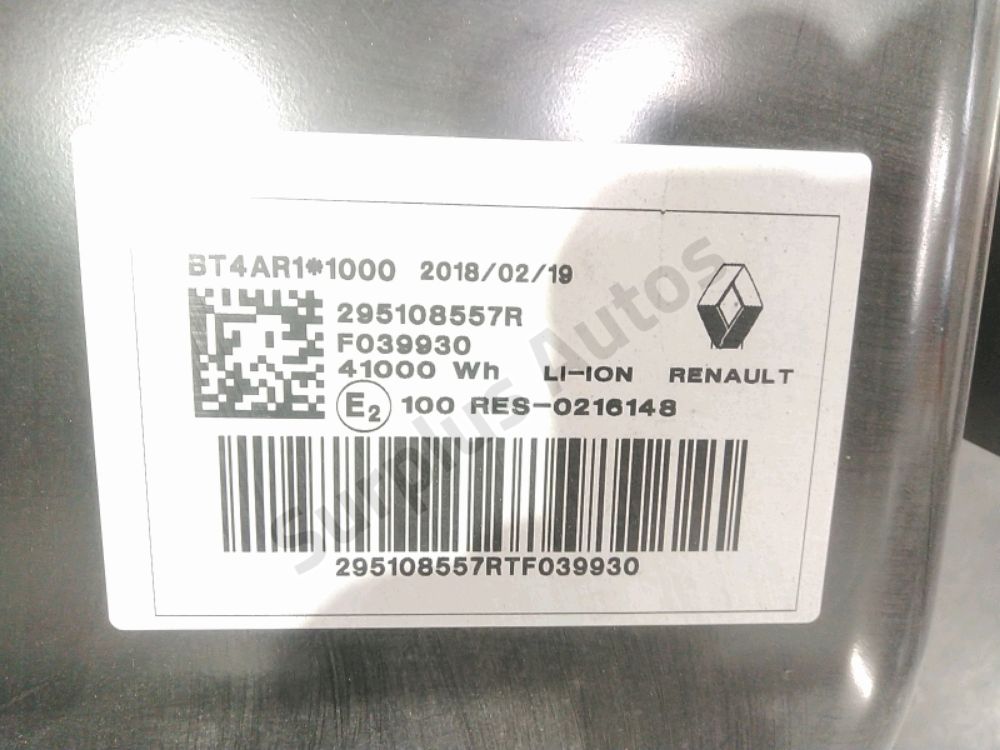 BT4AR1*1000 2018/02/19
295108557R
F039930
41000 Wh LI-ION RENAULT
E2 100 RES-0216148
295108557RTF039930
Surplus Autos